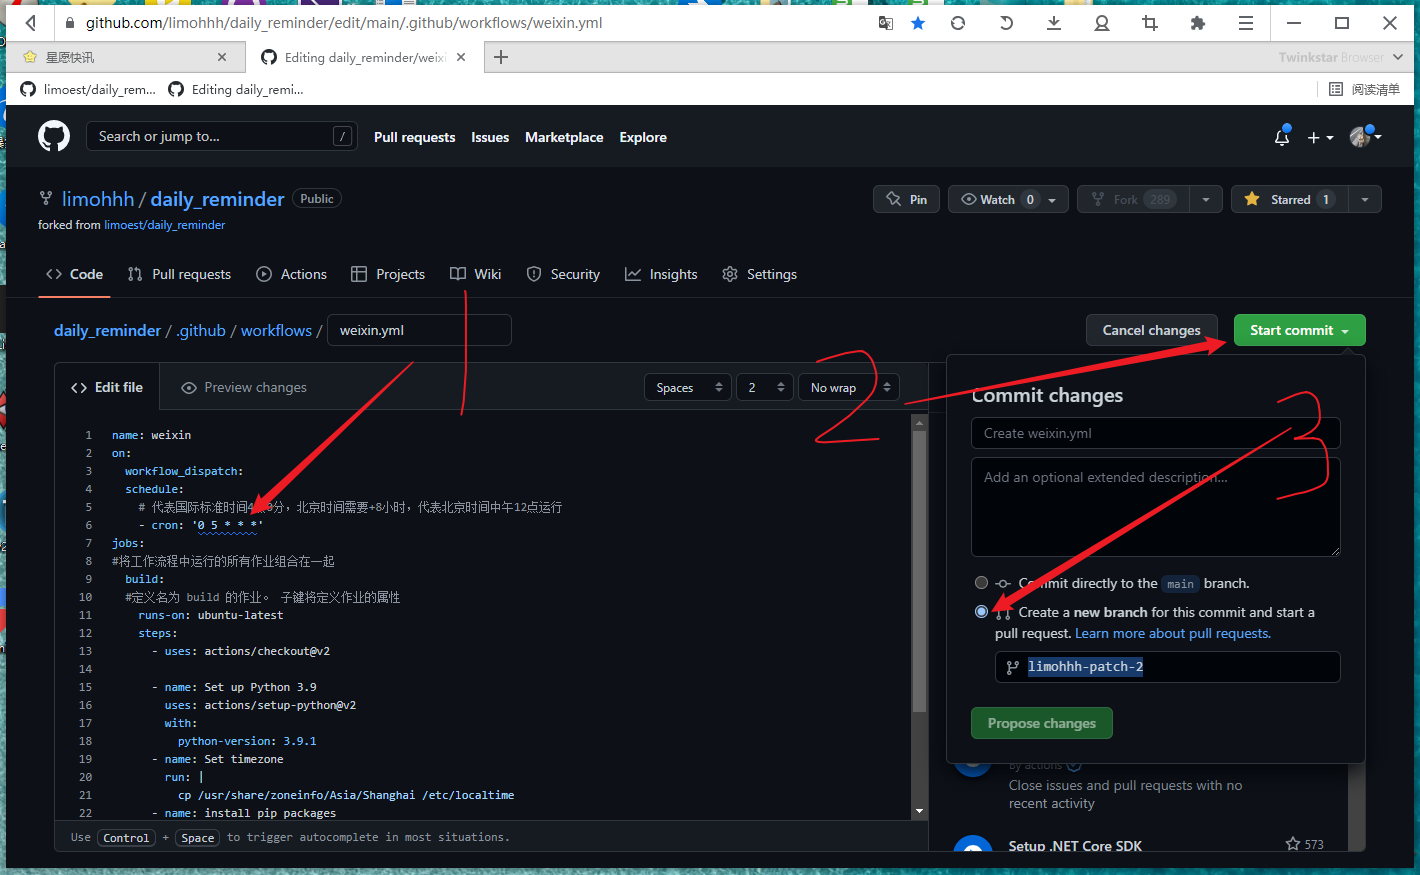 github.com/limohhh/daily_reminder/edit/main/.github/workflows/weixin.yml
星愿快讯
Editing daily_reminder/weixi
Twinkstar Browser
limoest/daily_rem...
Editing daily_remi...
阅读清单
Search or jump to...
/
Pull requests
Issues
Marketplace
Explore
limohhh / daily_reminder
Public
forked from limoest/daily_reminder
Pin
Watch 0
Fork 289
Starred 1
Code
Pull requests
Actions
Projects
Wiki
Security
Insights
Settings
daily_reminder / .github / workflows / weixin.yml
Cancel changes
Start commit
Edit file
Preview changes
Spaces
2
No wrap
1 name: weixin
2 on:
3 workflow_dispatch:
4 schedule:
5 # 代表国际标准时间4 分，北京时间需要+8小时，代表北京时间中午12点运行
6 - cron: '0 5 * * *'
7 jobs:
8 #将工作流程中运行的所有作业组合在一起
9 build:
10 #定义名为 build 的作业。 子键将定义作业的属性
11 runs-on: ubuntu-latest
12 steps:
13 - uses: actions/checkout@v2
14
15 - name: Set up Python 3.9
16 uses: actions/setup-python@v2
17 with:
18 python-version: 3.9.1
19 - name: Set timezone
20 run: |
21 cp /usr/share/zoneinfo/Asia/Shanghai /etc/localtime
22 - name: install pip packages
Use Control + Space to trigger autocomplete in most situations.
1
2
3
Commit changes
Create weixin.yml
Add an optional extended description...
Commit directly to the main branch.
Create a new branch for this commit and start a
pull request. Learn more about pull requests.
limohhh-patch-2
Propose changes
By actions
Close issues and pull requests with no
recent activity
Setup .NET Core SDK
573